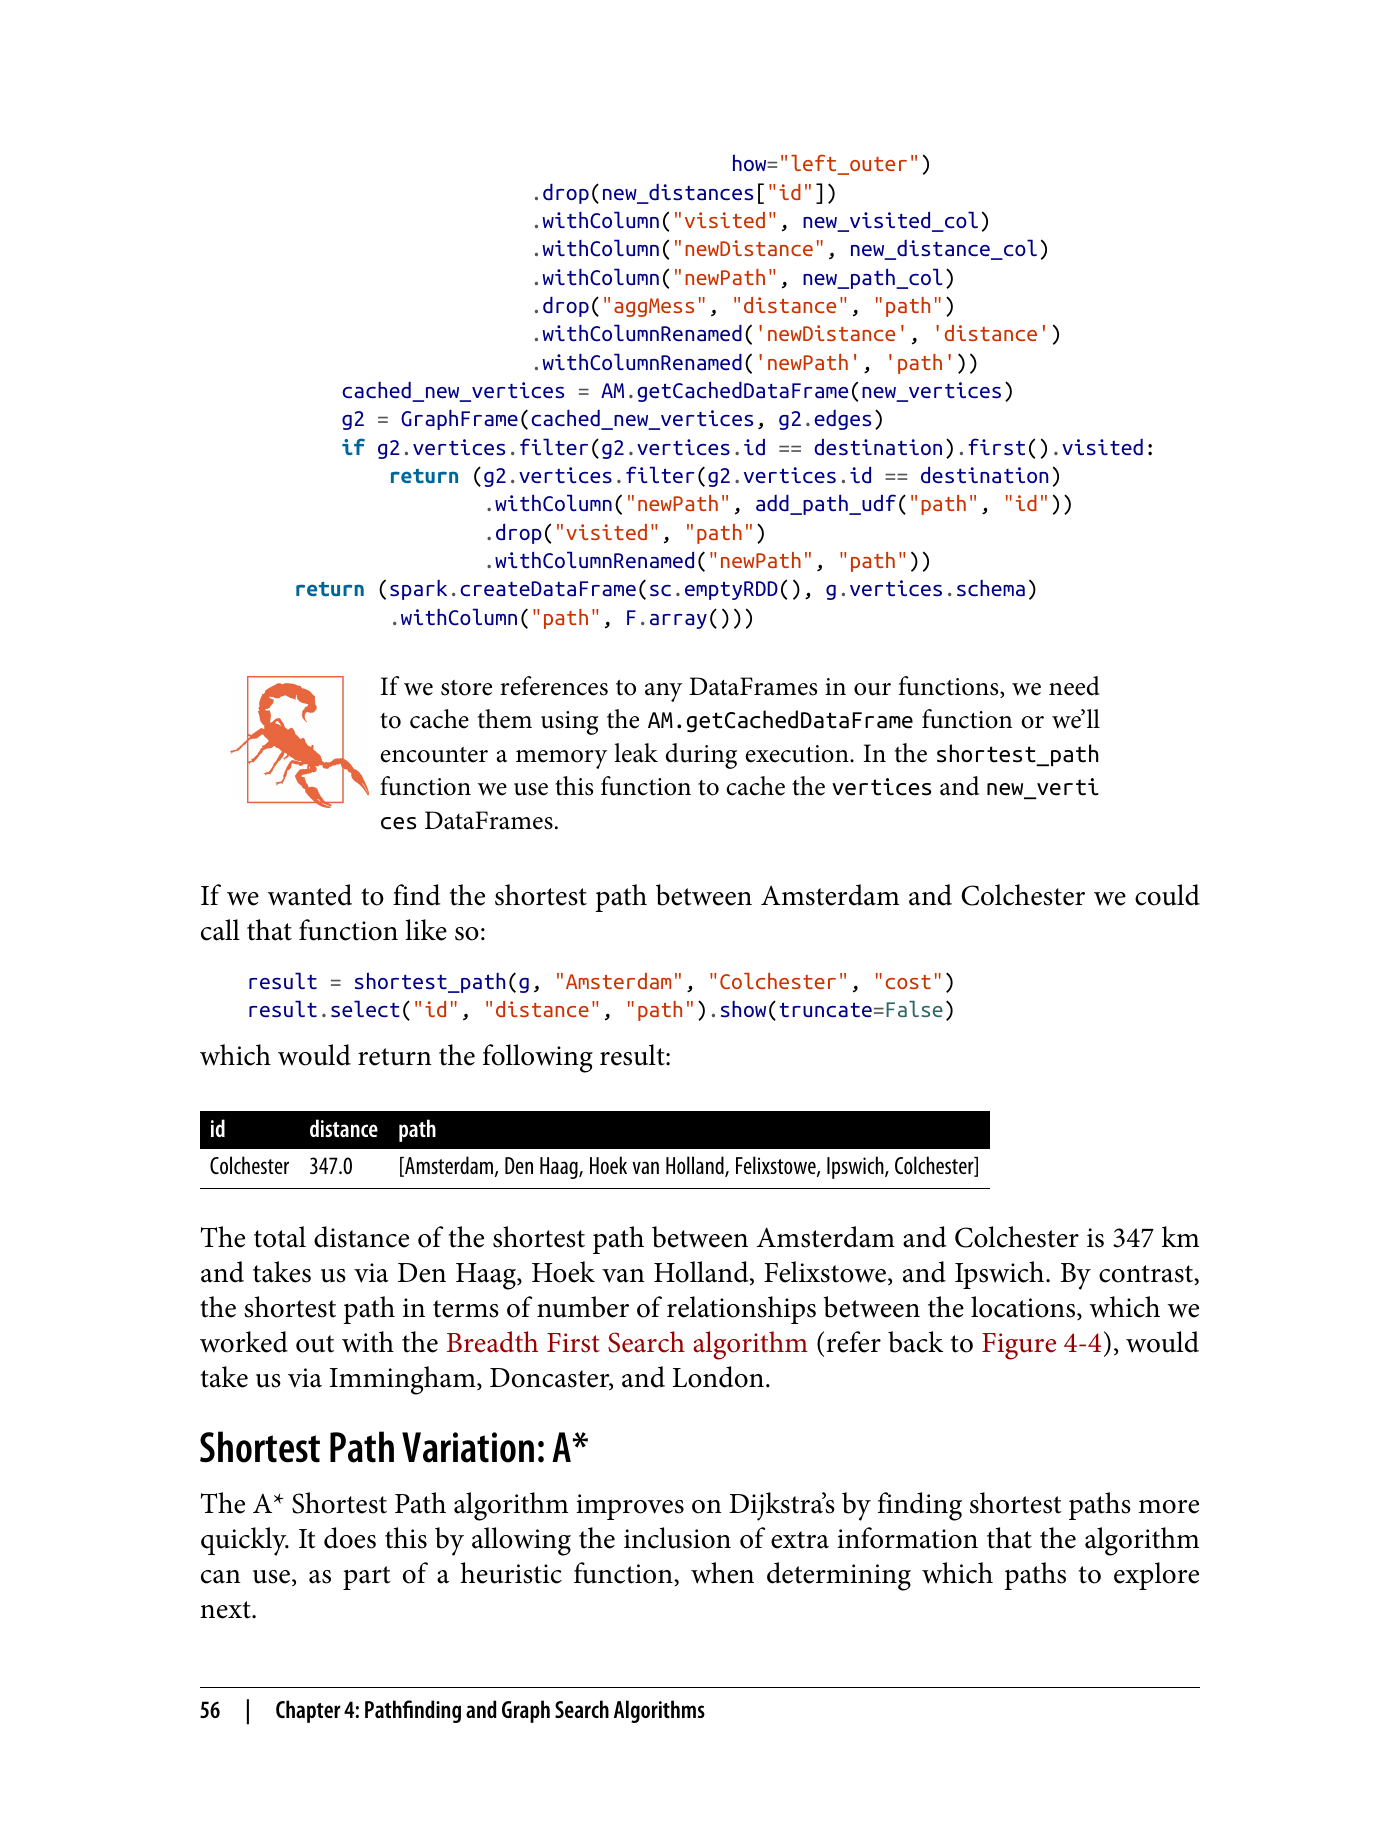 how="left_outer")
.drop(new_distances["id"])
.withColumn("visited", new_visited_col)
.withColumn("newDistance", new_distance_col)
.withColumn("newPath", new_path_col)
.drop("aggMess", "distance", "path")
.withColumnRenamed('newDistance', 'distance')
.withColumnRenamed('newPath', 'path'))
cached_new_vertices = AM.getCachedDataFrame(new_vertices)
g2 = GraphFrame(cached_new_vertices, g2.edges)
if g2.vertices.filter(g2.vertices.id == destination).first().visited:
return (g2.vertices.filter(g2.vertices.id == destination)
.withColumn("newPath", add_path_udf("path", "id"))
.drop("visited", "path")
.withColumnRenamed("newPath", "path"))
return (spark.createDataFrame(sc.emptyRDD(), g.vertices.schema)
.withColumn("path", F.array()))
If we store references to any DataFrames in our functions, we need
to cache them using the AM.getCachedDataFrame function or we’ll
encounter a memory leak during execution. In the shortest_path
function we use this function to cache the vertices and new_verti
ces DataFrames.
If we wanted to find the shortest path between Amsterdam and Colchester we could
call that function like so:
result = shortest_path(g, "Amsterdam", "Colchester", "cost")
result.select("id", "distance", "path").show(truncate=False)
which would return the following result:
id distance path
Colchester 347.0 [Amsterdam, Den Haag, Hoek van Holland, Felixstowe, Ipswich, Colchester]
The total distance of the shortest path between Amsterdam and Colchester is 347 km
and takes us via Den Haag, Hoek van Holland, Felixstowe, and Ipswich. By contrast,
the shortest path in terms of number of relationships between the locations, which we
worked out with the Breadth First Search algorithm (refer back to Figure 4-4), would
take us via Immingham, Doncaster, and London.
Shortest Path Variation: A*
The A* Shortest Path algorithm improves on Dijkstra’s by finding shortest paths more
quickly. It does this by allowing the inclusion of extra information that the algorithm
can use, as part of a heuristic function, when determining which paths to explore
next.
56 | Chapter 4: Pathfinding and Graph Search Algorithms